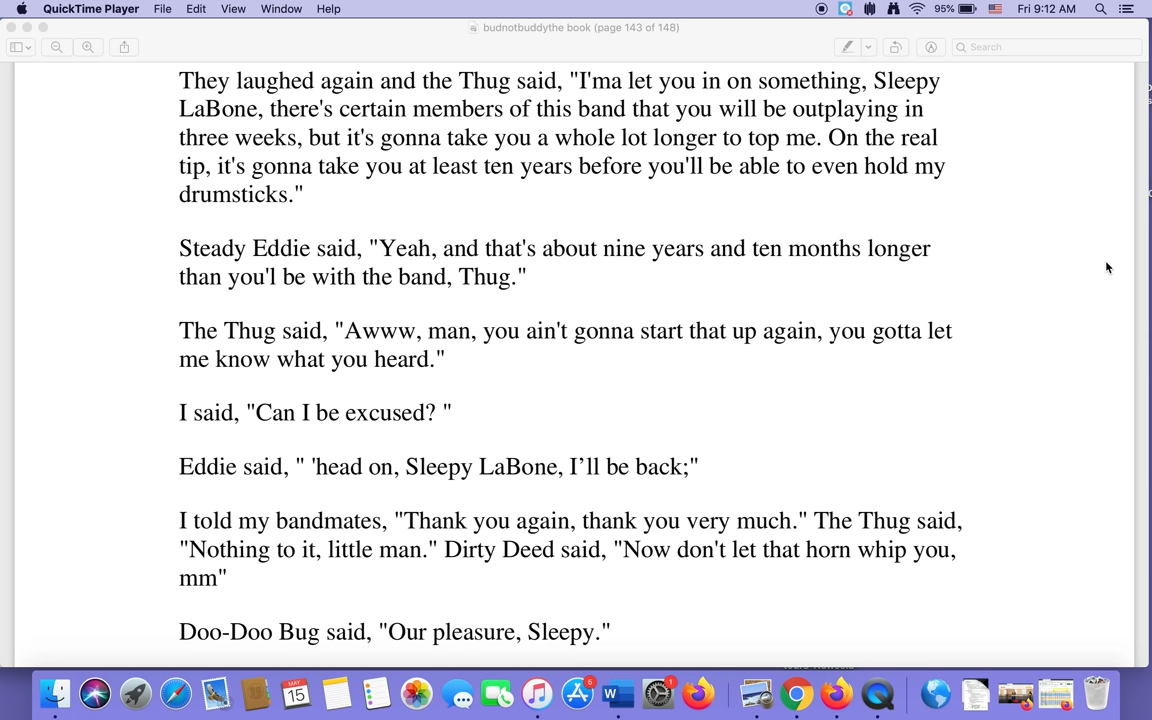 QuickTime Player File Edit View Window Help 95% Fri 9:12 AM
budnotbuddythe book (page 143 of 148)
Search
They laughed again and the Thug said, "I'ma let you in on something, Sleepy
LaBone, there's certain members of this band that you will be outplaying in
three weeks, but it's gonna take you a whole lot longer to top me. On the real
tip, it's gonna take you at least ten years before you'll be able to even hold my
drumsticks."
Steady Eddie said, "Yeah, and that's about nine years and ten months longer
than you'l be with the band, Thug."
The Thug said, "Awww, man, you ain't gonna start that up again, you gotta let
me know what you heard."
I said, "Can I be excused? "
Eddie said, " 'head on, Sleepy LaBone, I’ll be back;"
I told my bandmates, "Thank you again, thank you very much." The Thug said,
"Nothing to it, little man." Dirty Deed said, "Now don't let that horn whip you,
mm"
Doo-Doo Bug said, "Our pleasure, Sleepy."
MAY
15
5
W
1